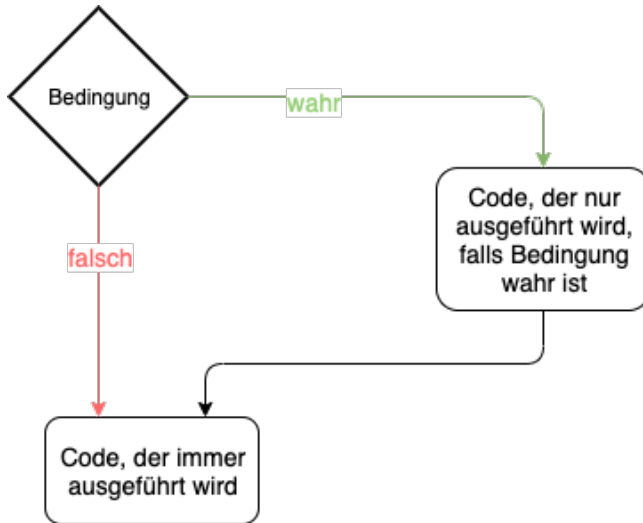 Bedingung
wahr
Code, der nur
ausgeführt wird,
falls Bedingung
wahr ist
falsch
Code, der immer
ausgeführt wird